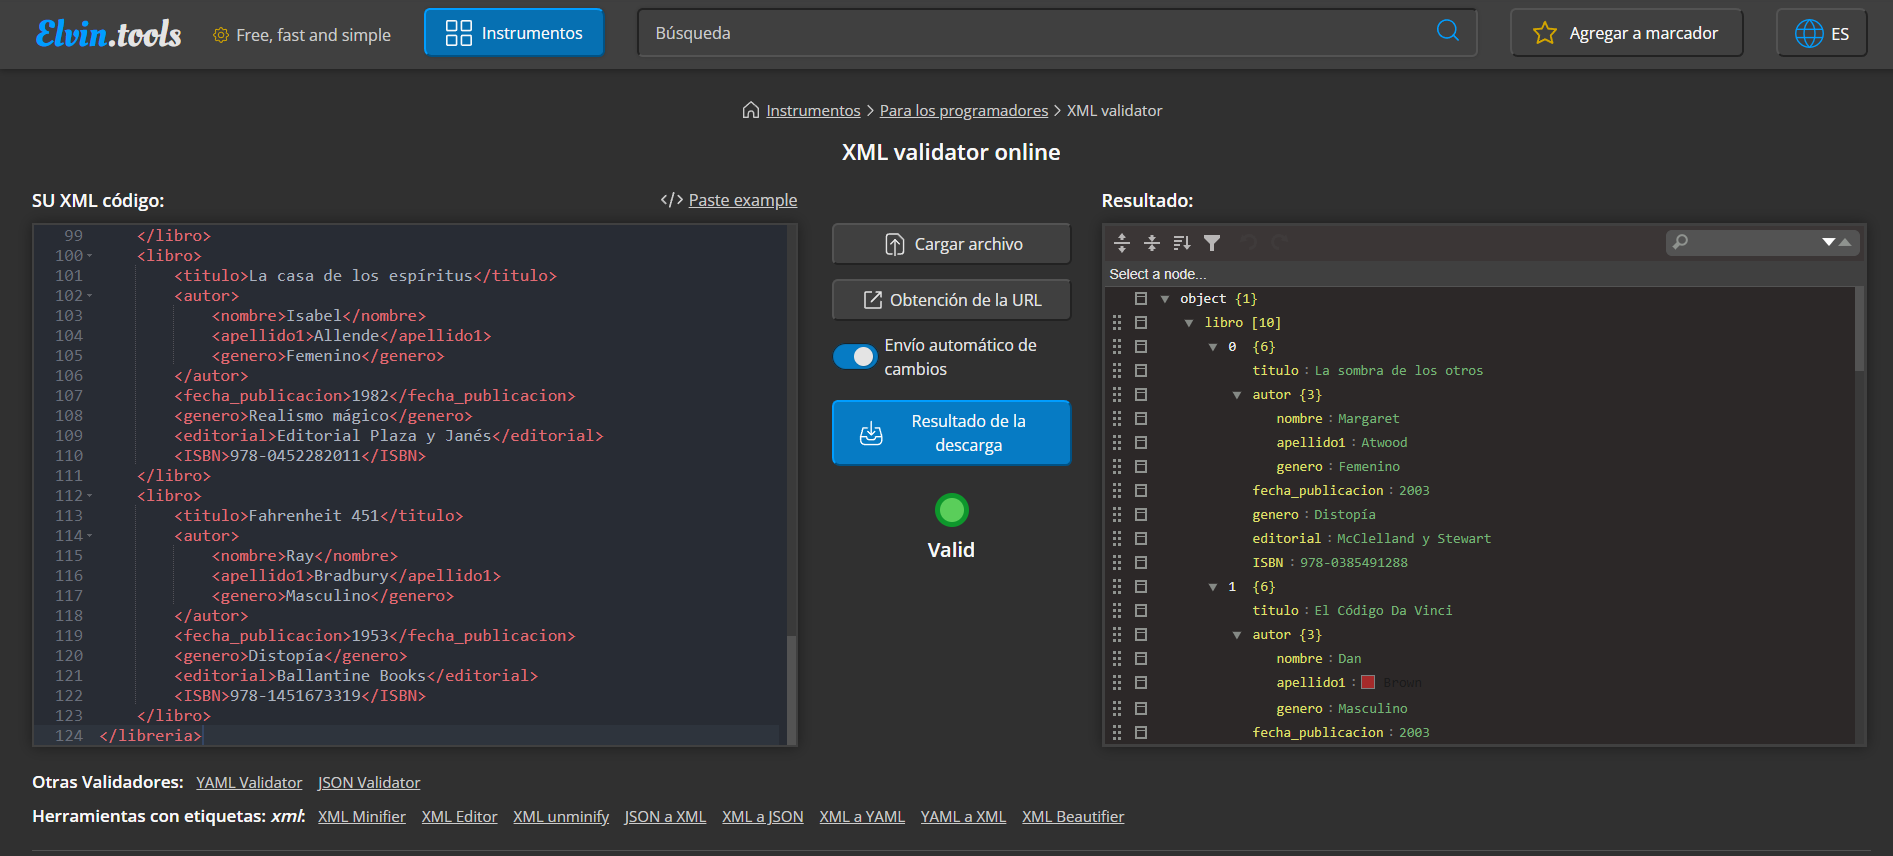 Elvin.tools
Free, fast and simple
Instrumentos
Búsqueda
Agregar a marcador
ES
Instrumentos > Para los programadores > XML validator
XML validator online
SU XML código:
</> Paste example
99 </libro>
100 <libro>
101 <titulo>La casa de los espíritus</titulo>
102 <autor>
103 <nombre>Isabel</nombre>
104 <apellido1>Allende</apellido1>
105 <genero>Femenino</genero>
106 </autor>
107 <fecha_publicacion>1982</fecha_publicacion>
108 <genero>Realismo mágico</genero>
109 <editorial>Editorial Plaza y Janés</editorial>
110 <ISBN>978-0452282011</ISBN>
111 </libro>
112 <libro>
113 <titulo>Fahrenheit 451</titulo>
114 <autor>
115 <nombre>Ray</nombre>
116 <apellido1>Bradbury</apellido1>
117 <genero>Masculino</genero>
118 </autor>
119 <fecha_publicacion>1953</fecha_publicacion>
120 <genero>Distopía</genero>
121 <editorial>Ballantine Books</editorial>
122 <ISBN>978-1451673319</ISBN>
123 </libro>
124 </libreria>
Cargar archivo
Obtención de la URL
Envío automático de
cambios
Resultado de la
descarga
Valid
Resultado:
Select a node...
object {1}
libro [10]
0 {6}
titulo : La sombra de los otros
autor {3}
nombre : Margaret
apellido1 : Atwood
genero : Femenino
fecha_publicacion : 2003
genero : Distopía
editorial : McClelland y Stewart
ISBN : 978-0385491288
1 {6}
titulo : El Código Da Vinci
autor {3}
nombre : Dan
apellido1 : Brown
genero : Masculino
fecha_publicacion : 2003
Otras Validadores: YAML Validator JSON Validator
Herramientas con etiquetas: xml: XML Minifier XML Editor XML unminify JSON a XML XML a JSON XML a YAML YAML a XML XML Beautifier